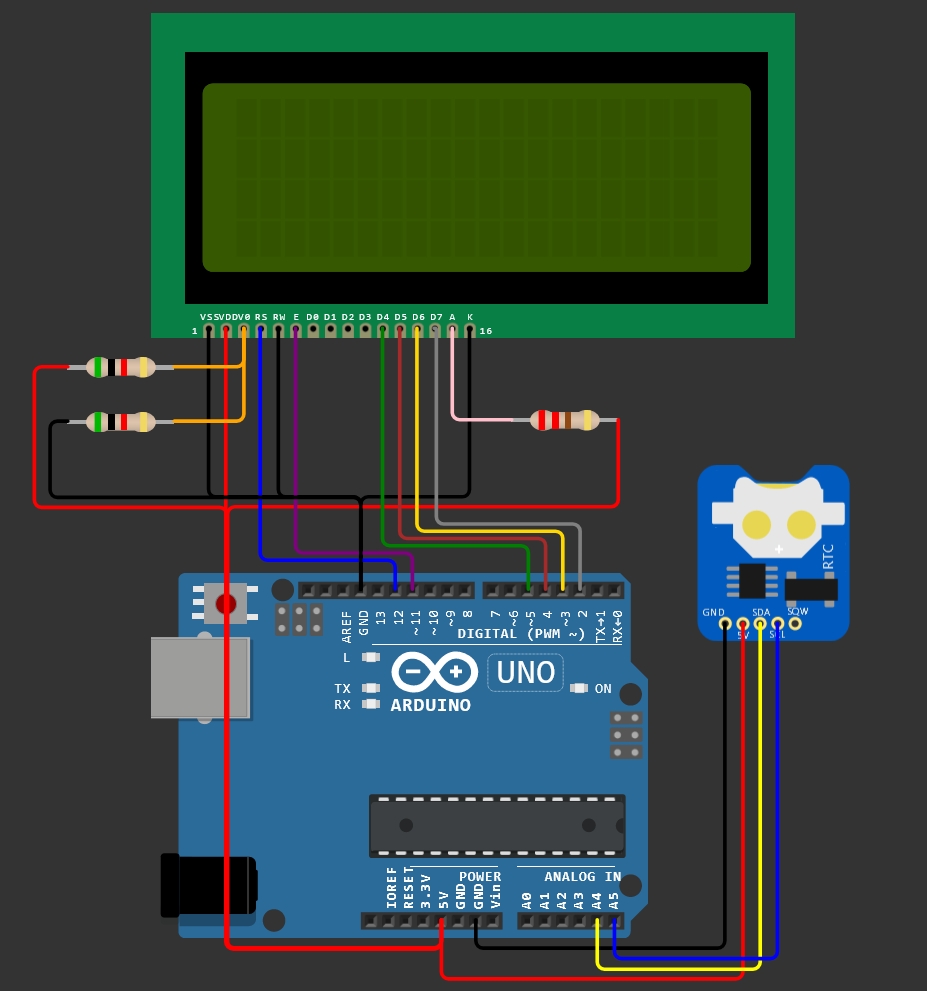 VSS VDD V0 RS RW E D0 D1 D2 D3 D4 D5 D6 D7 A K
1 16
RTC
GND SDA SQW
5V SCL
AREF GND 13 12 ~11 ~10 ~9 8 7 ~6 ~5 4 ~3 2 TX→1 RX←0
DIGITAL (PWM ~)
L
UNO
TX ON
RX ARDUINO
POWER ANALOG IN
IOREF RESET 3.3V 5V GND GND Vin A0 A1 A2 A3 A4 A5